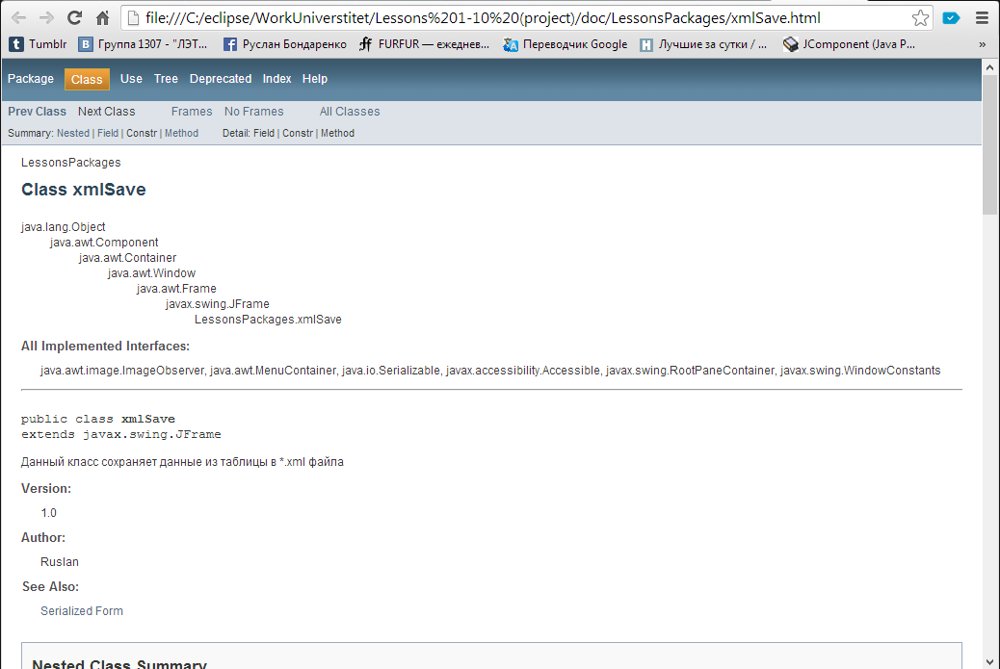 file:///C:/eclipse/WorkUniverstitet/Lessons%201-10%20(project)/doc/LessonsPackages/xmlSave.html
Tumblr Группа 1307 - "ЛЭТ... Руслан Бондаренко FURFUR — ежеднев... Переводчик Google Лучшие за сутки / ... JComponent (Java P... »
Package Class Use Tree Deprecated Index Help
Prev Class Next Class Frames No Frames All Classes
Summary: Nested | Field | Constr | Method Detail: Field | Constr | Method
LessonsPackages
Class xmlSave
java.lang.Object
java.awt.Component
java.awt.Container
java.awt.Window
java.awt.Frame
javax.swing.JFrame
LessonsPackages.xmlSave
All Implemented Interfaces:
java.awt.image.ImageObserver, java.awt.MenuContainer, java.io.Serializable, javax.accessibility.Accessible, javax.swing.RootPaneContainer, javax.swing.WindowConstants
public class xmlSave
extends javax.swing.JFrame
Данный класс сохраняет данные из таблицы в *.xml файла
Version:
1.0
Author:
Ruslan
See Also:
Serialized Form
Nested Class Summary